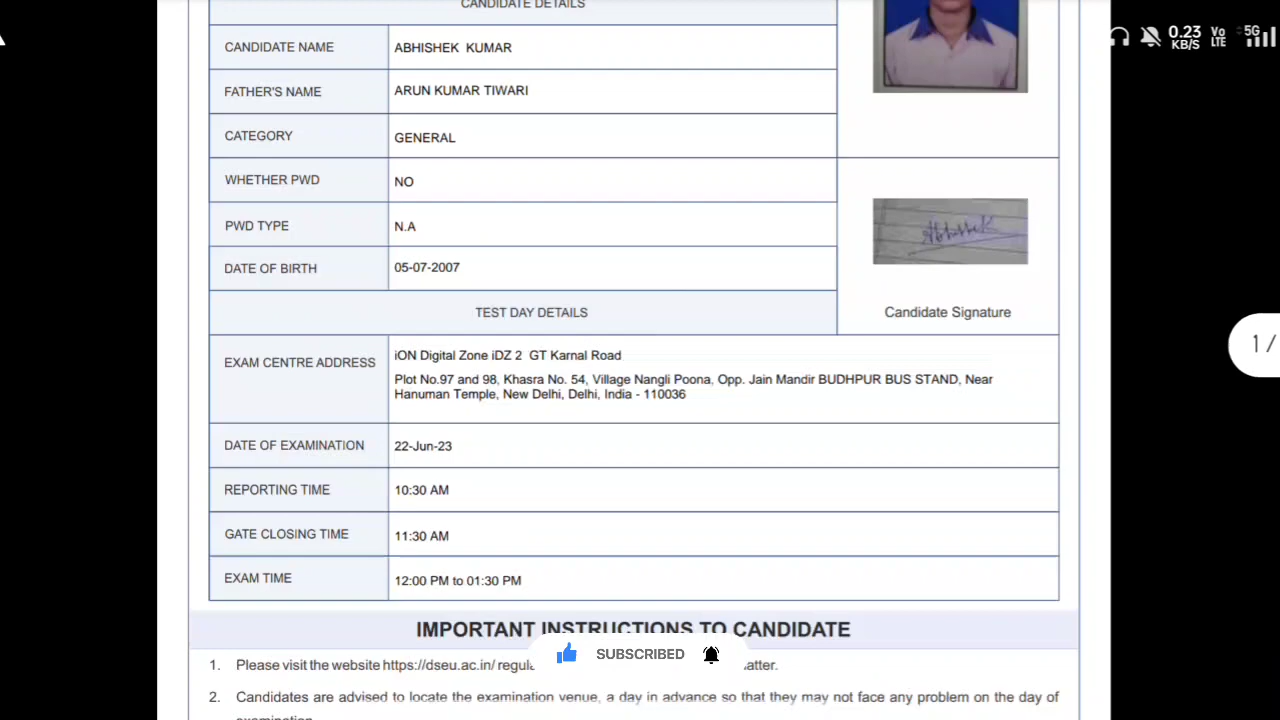 CANDIDATE DETAILS
0.23 KB/S Vo LTE 5G
CANDIDATE NAME ABHISHEK KUMAR
FATHER'S NAME ARUN KUMAR TIWARI
CATEGORY GENERAL
WHETHER PWD NO
PWD TYPE N.A
Abhishek
DATE OF BIRTH 05-07-2007
TEST DAY DETAILS
Candidate Signature
1 /
EXAM CENTRE ADDRESS iON Digital Zone iDZ 2 GT Karnal Road
Plot No.97 and 98, Khasra No. 54, Village Nangli Poona, Opp. Jain Mandir BUDHPUR BUS STAND, Near
Hanuman Temple, New Delhi, Delhi, India - 110036
DATE OF EXAMINATION 22-Jun-23
REPORTING TIME 10:30 AM
GATE CLOSING TIME 11:30 AM
EXAM TIME 12:00 PM to 01:30 PM
IMPORTANT INSTRUCTIONS TO CANDIDATE
SUBSCRIBED
1. Please visit the website https://dseu.ac.in/
2. Candidates are advised to locate the examination venue, a day in advance so that they may not face any problem on the day of
examination.